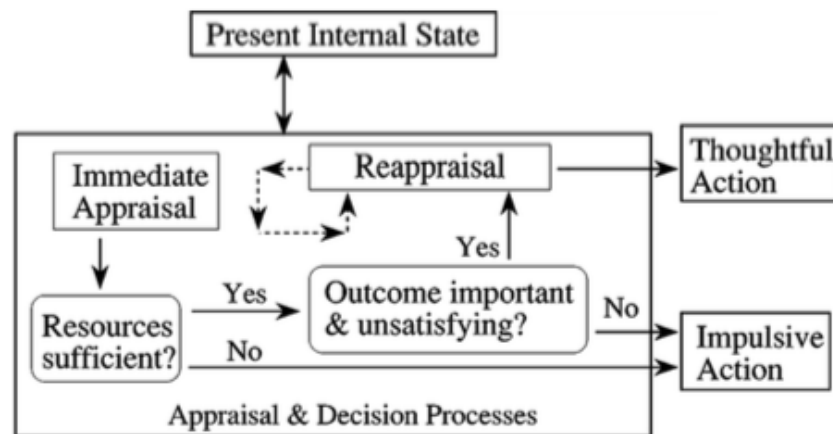 Present Internal State
Immediate
Appraisal
Reappraisal
Thoughtful
Action
Yes
Resources
sufficient?
Yes
No
Outcome important
& unsatisfying?
No
Impulsive
Action
Appraisal & Decision Processes